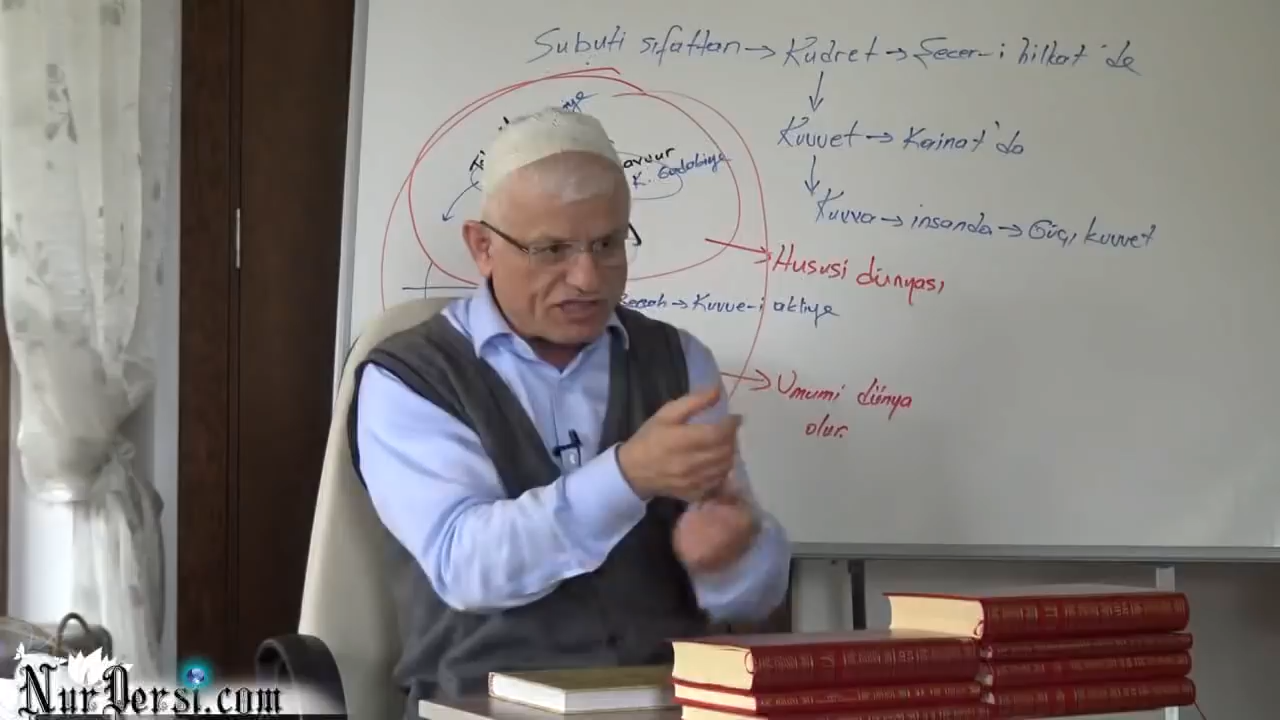 Subuti sıfattan → Kudret → Şecer-i hilkat'de
↓
Kuvvet → Kainat'da
↓
Kuvva → insanda → Güç, kuvvet
K. Gadabiye
→ Hususi dünyası
→ Kuvve-i akliye
→ Umumi dünya
olur.
NurDersi.com